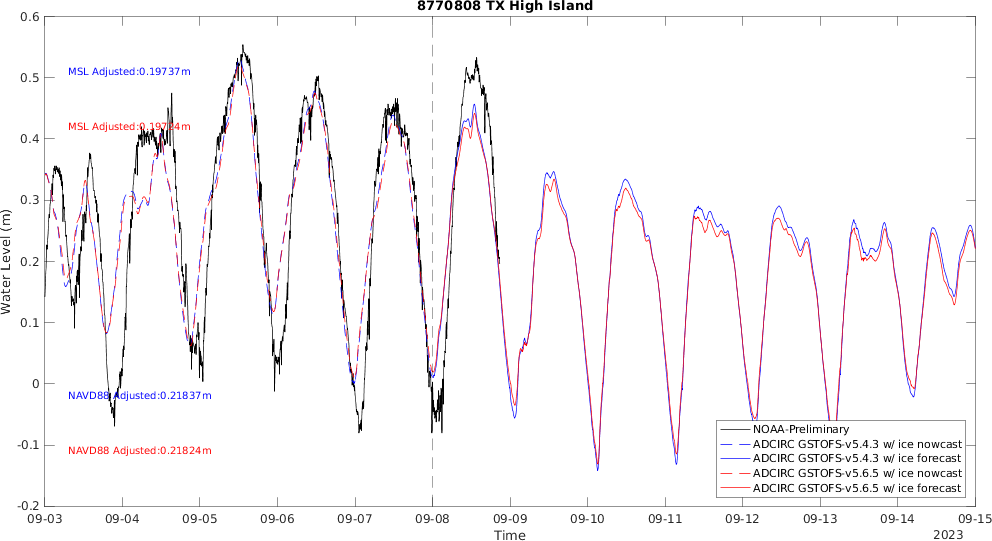 8770808 TX High Island
Water Level (m)
0.6
0.5
0.4
0.3
0.2
0.1
0
-0.1
-0.2
MSL Adjusted:0.19737m
MSL Adjusted:0.19724m
NAVD88 Adjusted:0.21837m
NAVD88 Adjusted:0.21824m
NOAA-Preliminary
ADCIRC GSTOFS-v5.4.3 w/ ice nowcast
ADCIRC GSTOFS-v5.4.3 w/ ice forecast
ADCIRC GSTOFS-v5.6.5 w/ ice nowcast
ADCIRC GSTOFS-v5.6.5 w/ ice forecast
09-03 09-04 09-05 09-06 09-07 09-08 09-09 09-10 09-11 09-12 09-13 09-14 09-15
Time
2023